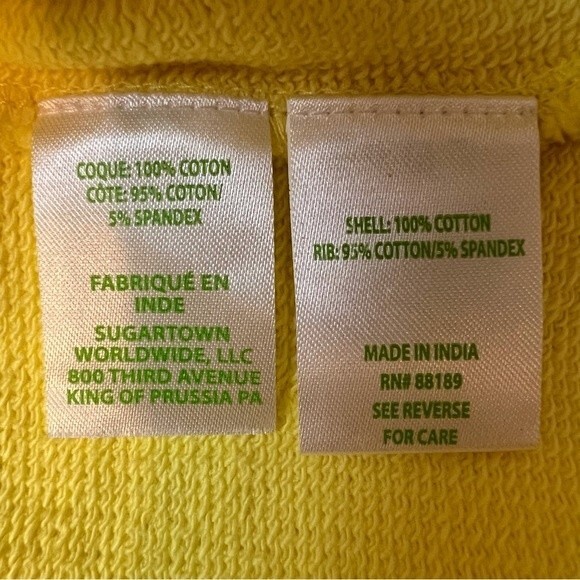 COQUE: 100% COTON
CÔTE: 95% COTON/
5% SPANDEX
FABRIQUÉ EN
INDE
SUGARTOWN
WORLDWIDE, LLC
800 THIRD AVENUE
KING OF PRUSSIA PA
SHELL: 100% COTTON
RIB: 95% COTTON/5% SPANDEX
MADE IN INDIA
RN# 88189
SEE REVERSE
FOR CARE